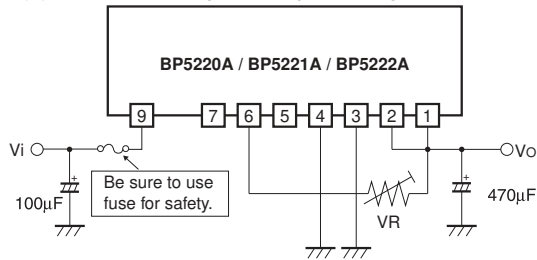 BP5220A / BP5221A / BP5222A
9 7 6 5 4 3 2 1
Vi
Vo
+
+
Be sure to use
fuse for safety.
100μF
470μF
VR